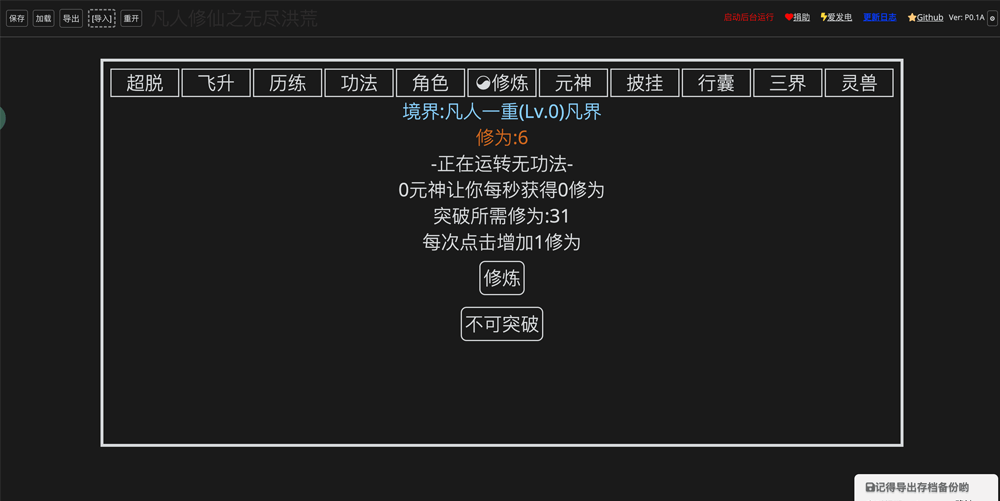 保存 加载 导出 [导入] 重开 凡人修仙之无尽洪荒 启动后台运行 捐助 爱发电 更新日志 Github Ver: P0.1A
超脱 飞升 历练 功法 角色 修炼 元神 披挂 行囊 三界 灵兽
境界:凡人一重(Lv.0)凡界
修为:6
-正在运转无功法-
0元神让你每秒获得0修为
突破所需修为:31
每次点击增加1修为
修炼
不可突破
记得导出存档备份哟